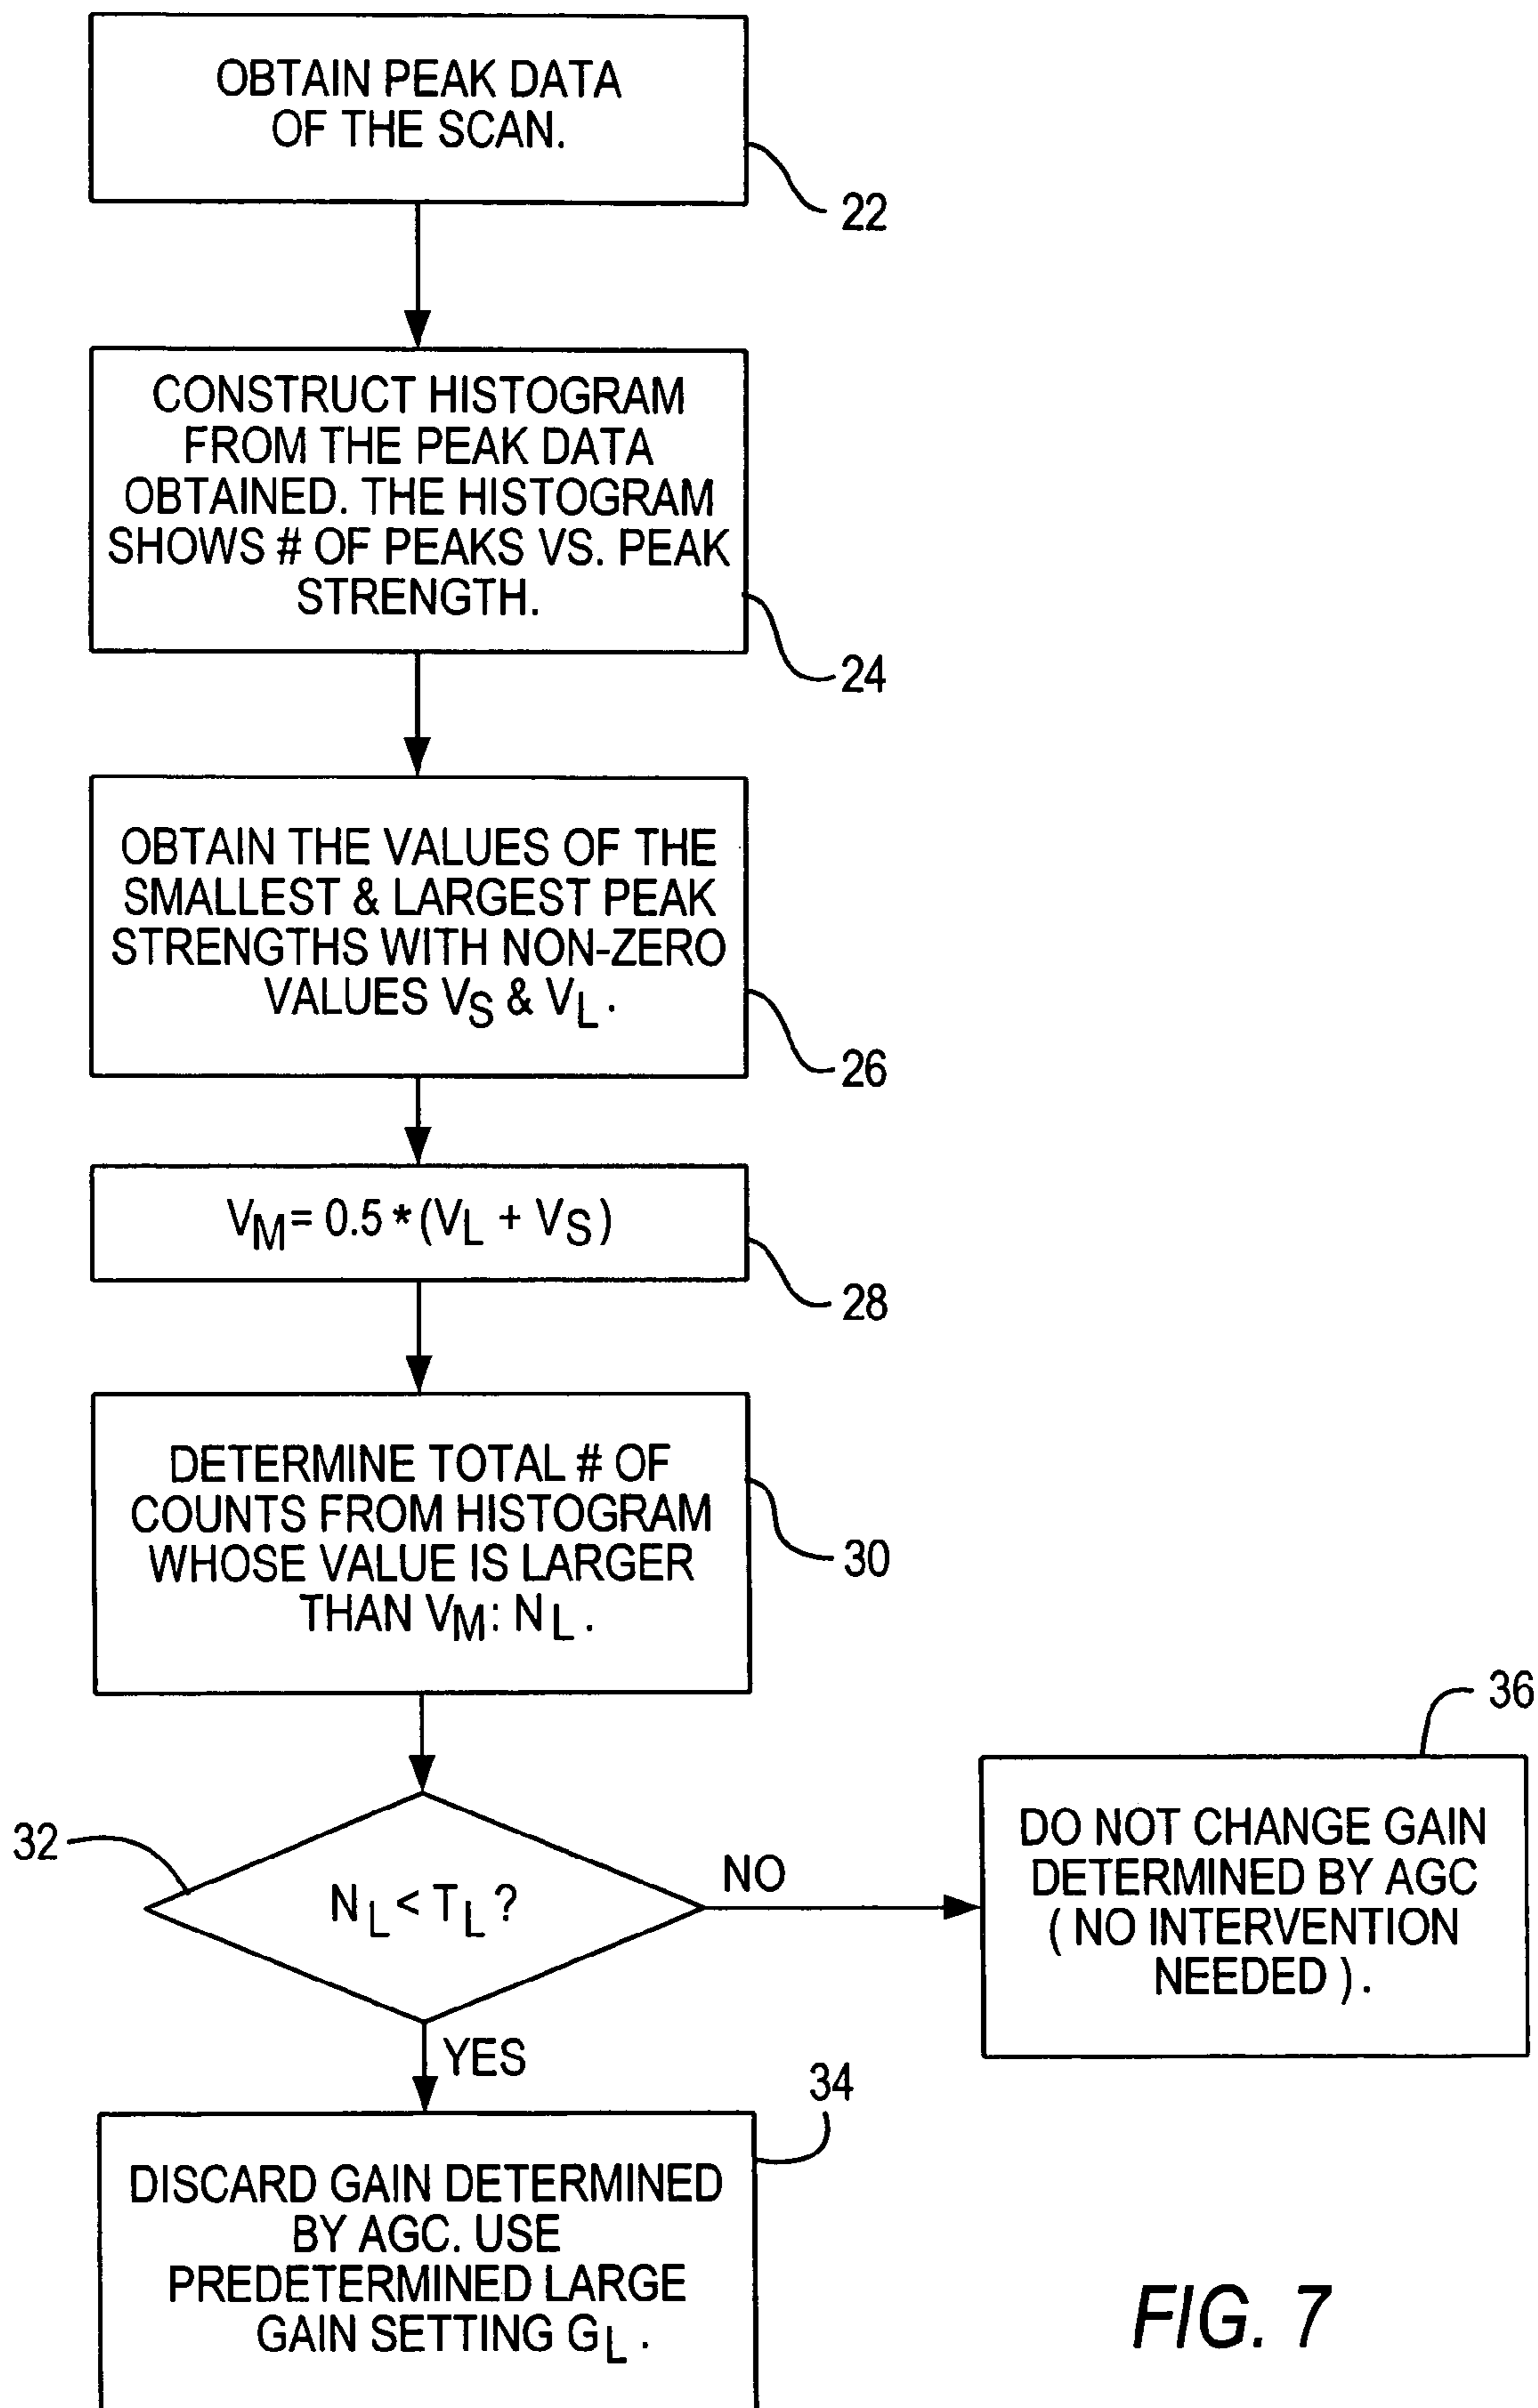 OBTAIN PEAK DATA
OF THE SCAN.
22
CONSTRUCT HISTOGRAM
FROM THE PEAK DATA
OBTAINED. THE HISTOGRAM
SHOWS # OF PEAKS VS. PEAK
STRENGTH.
24
OBTAIN THE VALUES OF THE
SMALLEST & LARGEST PEAK
STRENGTHS WITH NON-ZERO
VALUES VS & VL.
26
VM = 0.5 * (VL + VS)
28
DETERMINE TOTAL # OF
COUNTS FROM HISTOGRAM
WHOSE VALUE IS LARGER
THAN VM: NL.
30
32
NL < TL ?
NO
36
DO NOT CHANGE GAIN
DETERMINED BY AGC
( NO INTERVENTION
NEEDED ).
YES
34
DISCARD GAIN DETERMINED
BY AGC. USE
PREDETERMINED LARGE
GAIN SETTING GL.
FIG. 7